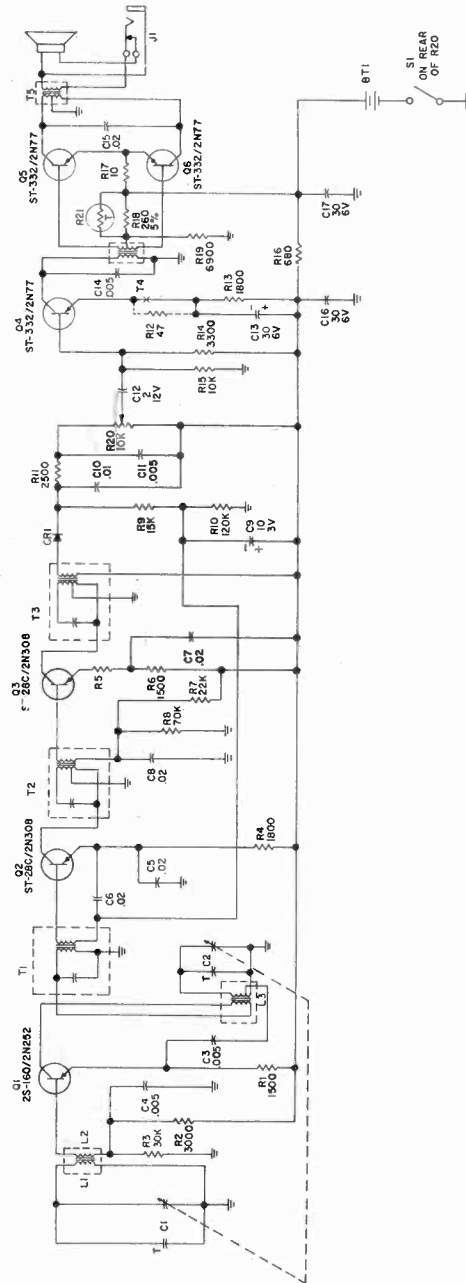 Q1
2S-160/2N252
L2
L1
T
C1
C4
.005
R3
30K
R2
3000
C3
.005
R1
1500
T
C2
L3
T1
Q2
ST-28C/2N308
C6
.02
C5
.02
R4
1800
T2
Q3
28C/2N308
C8
.02
R8
70K
R7
22K
R5
R6
1500
C7
.02
T3
CR1
R11
2500
C10
.01
C11
.005
R9
15K
R10
120K
C9
10
3V
-
+
R20
10K
C12
2
12V
R15
10K
R14
3300
Q4
ST-332/2N77
C14
.005
T4
R12
47
R13
1800
C13
30
6V
-
+
C16
30
6V
R16
680
C17
30
6V
R19
6900
R21
T
R18
260
5%
R17
10
Q5
ST-332/2N77
Q6
ST-332/2N77
C15
.02
T5
J1
BT1
S1
ON REAR
OF R20